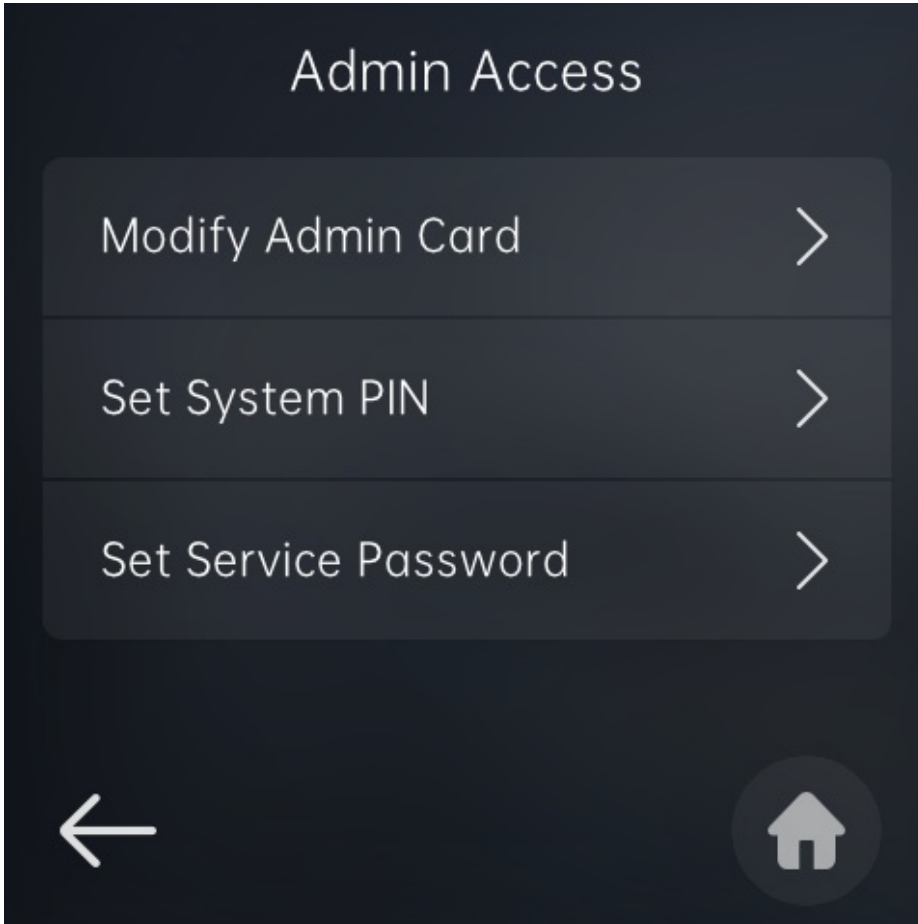 Admin Access
Modify Admin Card
Set System PIN
Set Service Password